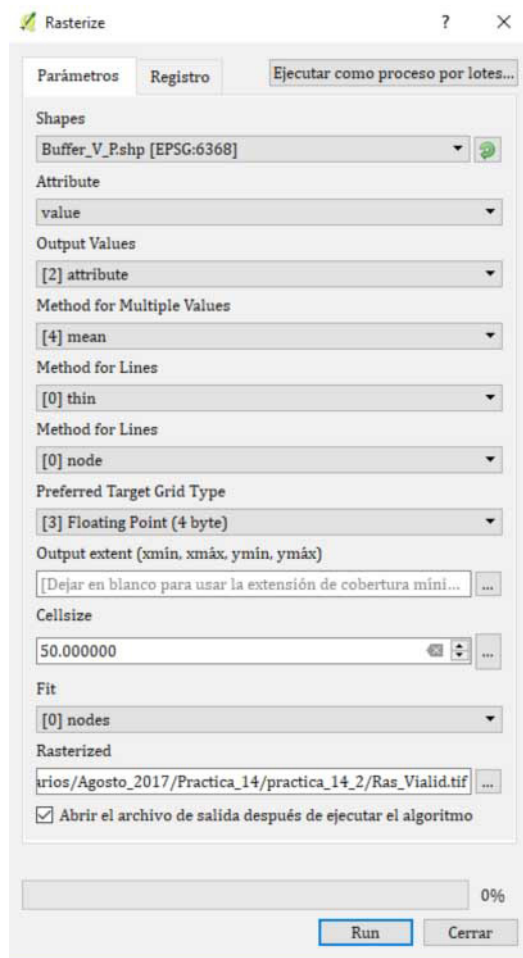 Rasterize
?
Parámetros
Registro
Ejecutar como proceso por lotes...
Shapes
Buffer_V_P.shp [EPSG:6368]
Attribute
value
Output Values
[2] attribute
Method for Multiple Values
[4] mean
Method for Lines
[0] thin
Method for Lines
[0] node
Preferred Target Grid Type
[3] Floating Point (4 byte)
Output extent (xmin, xmáx, ymin, ymáx)
[Dejar en blanco para usar la extensión de cobertura míni... ...
Cellsize
50.000000 ...
Fit
[0] nodes
Rasterized
arios/Agosto_2017/Practica_14/practica_14_2/Ras_Vialid.tif ...
Abrir el archivo de salida después de ejecutar el algoritmo
0%
Run
Cerrar